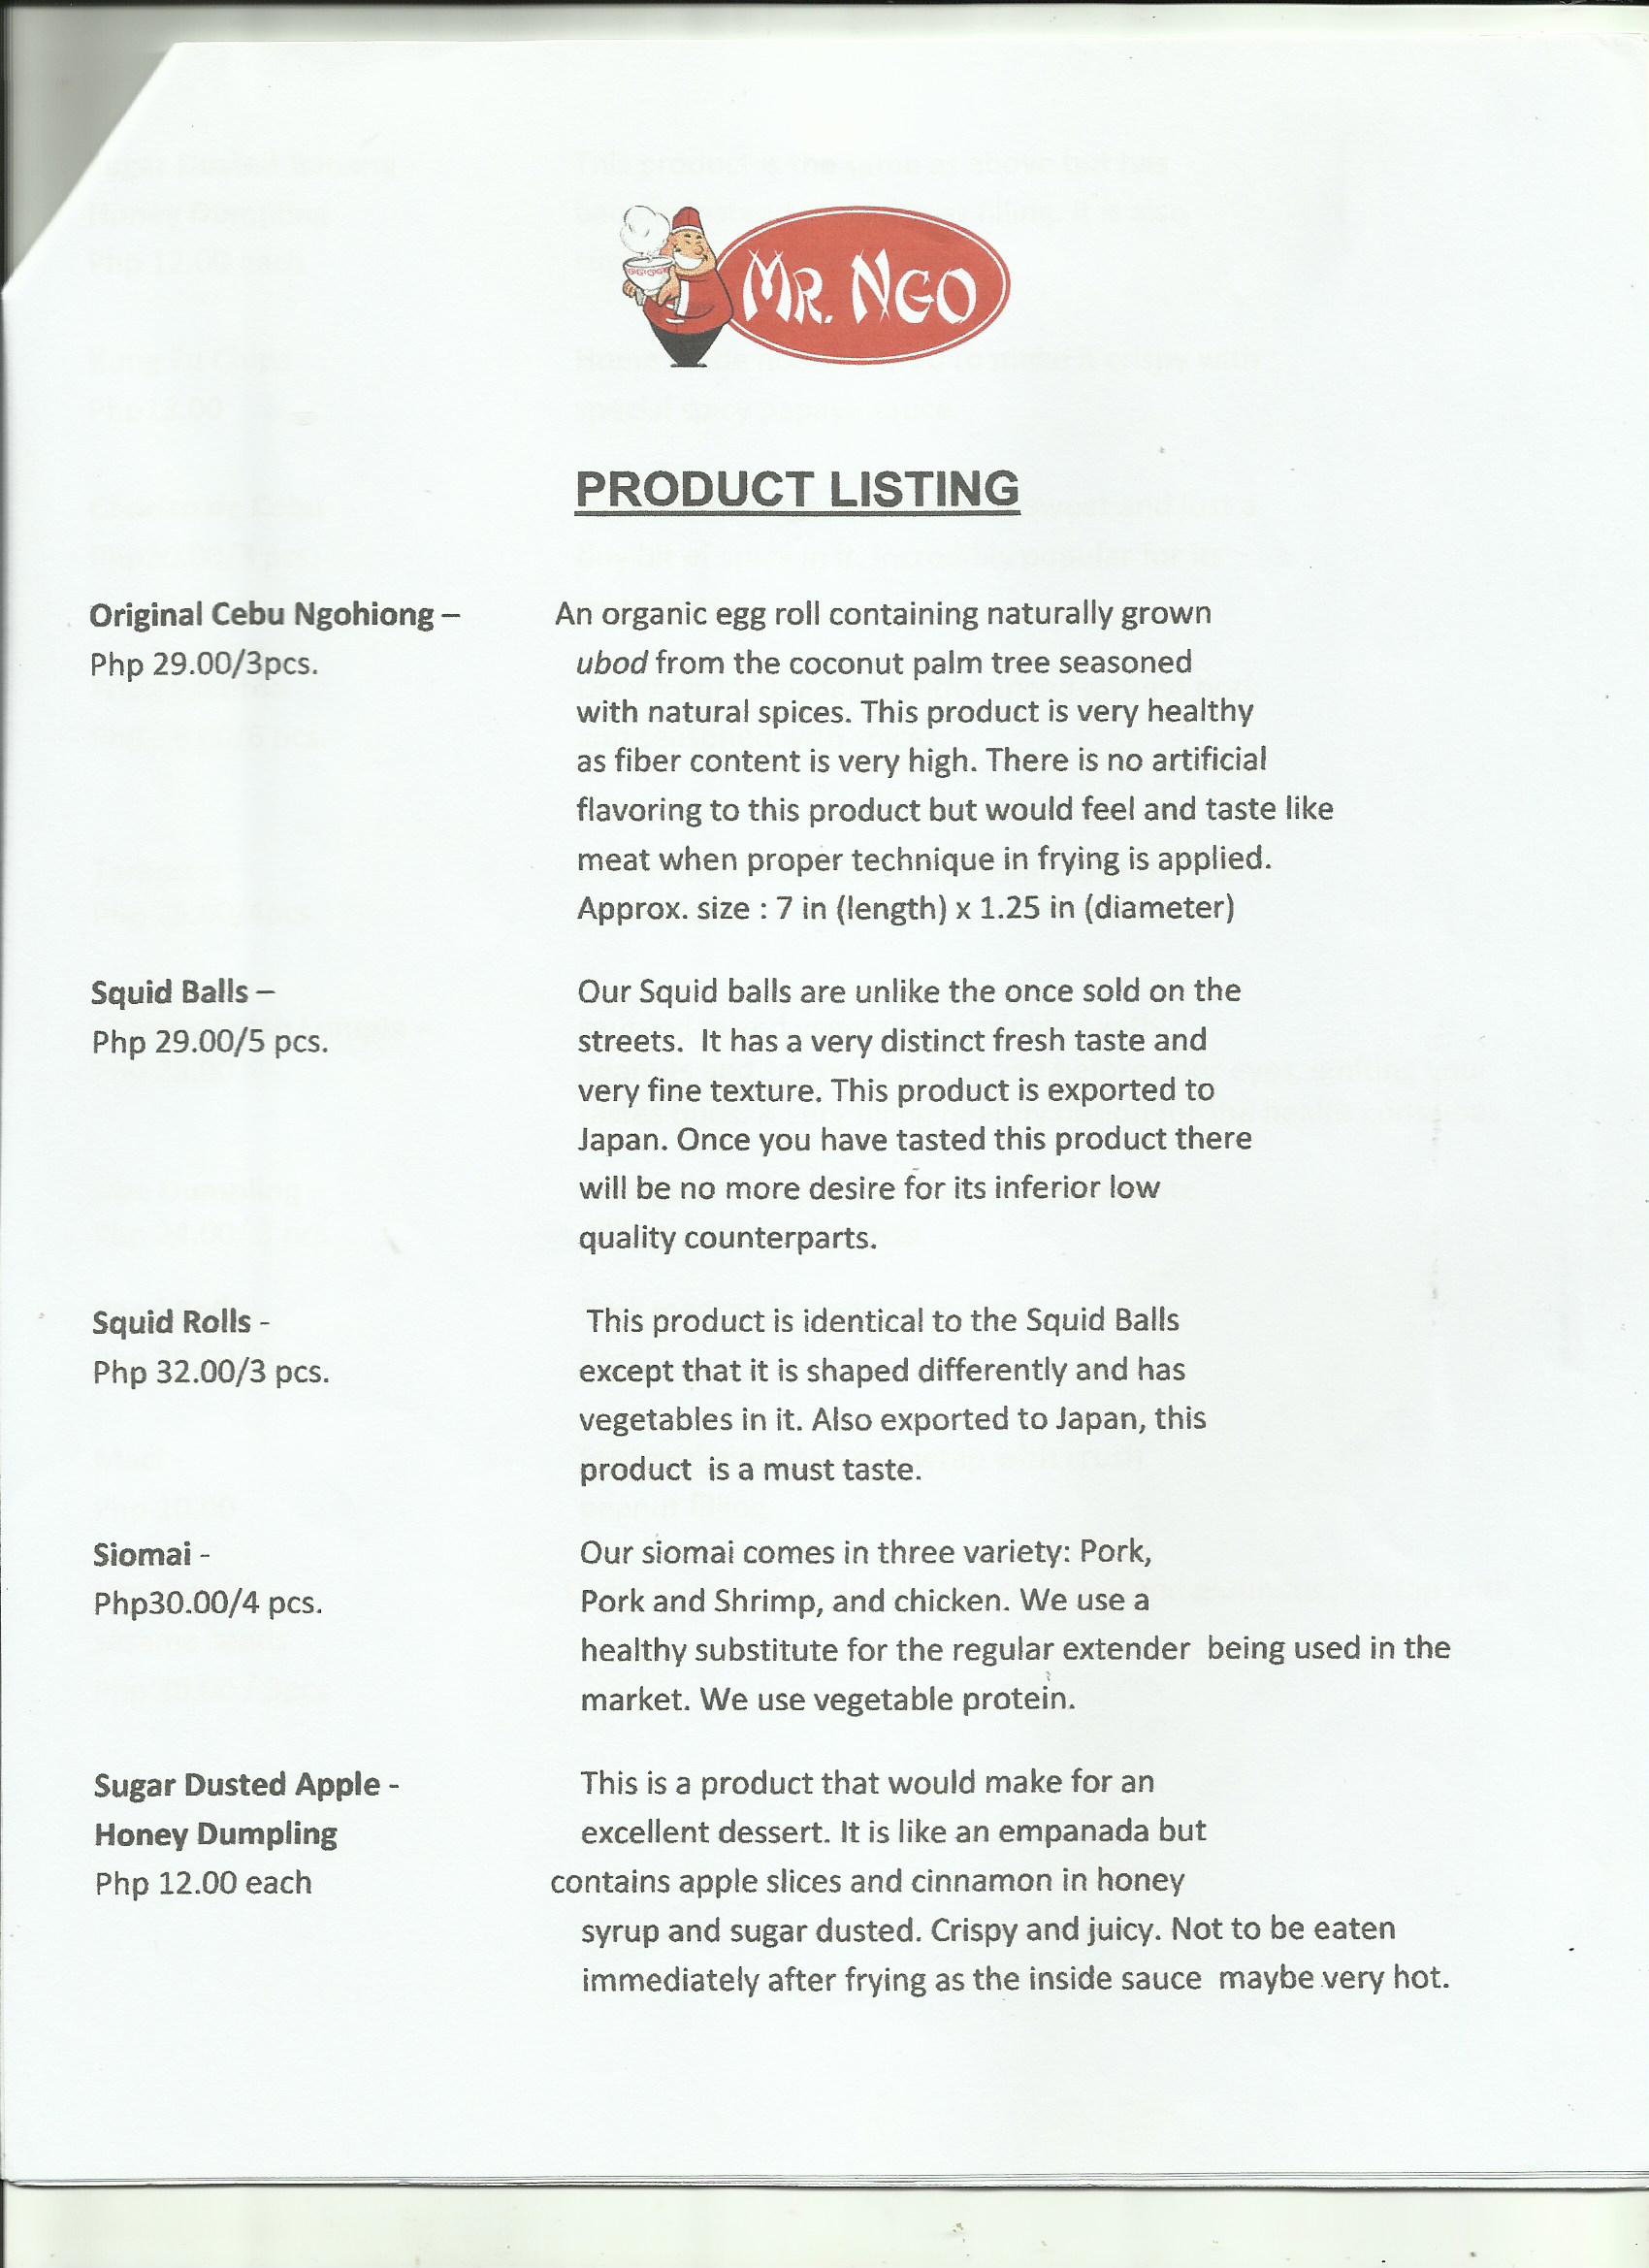 MR. NGO
PRODUCT LISTING
Original Cebu Ngohiong – An organic egg roll containing naturally grown
Php 29.00/3pcs. ubod from the coconut palm tree seasoned
with natural spices. This product is very healthy
as fiber content is very high. There is no artificial
flavoring to this product but would feel and taste like
meat when proper technique in frying is applied.
Approx. size : 7 in (length) x 1.25 in (diameter)
Squid Balls – Our Squid balls are unlike the once sold on the
Php 29.00/5 pcs. streets. It has a very distinct fresh taste and
very fine texture. This product is exported to
Japan. Once you have tasted this product there
will be no more desire for its inferior low
quality counterparts.
Squid Rolls - This product is identical to the Squid Balls
Php 32.00/3 pcs. except that it is shaped differently and has
vegetables in it. Also exported to Japan, this
product is a must taste.
Siomai - Our siomai comes in three variety: Pork,
Php30.00/4 pcs. Pork and Shrimp, and chicken. We use a
healthy substitute for the regular extender being used in the
market. We use vegetable protein.
Sugar Dusted Apple - This is a product that would make for an
Honey Dumpling excellent dessert. It is like an empanada but
Php 12.00 each contains apple slices and cinnamon in honey
syrup and sugar dusted. Crispy and juicy. Not to be eaten
immediately after frying as the inside sauce maybe very hot.